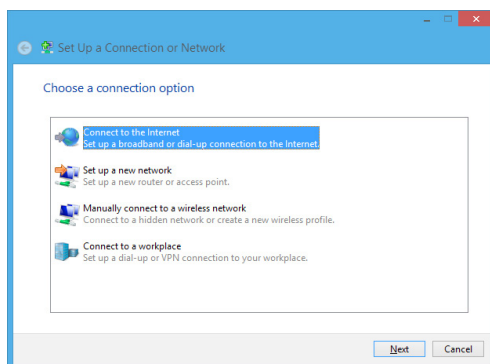 Set Up a Connection or Network
Choose a connection option
Connect to the Internet
Set up a broadband or dial-up connection to the Internet.
Set up a new network
Set up a new router or access point.
Manually connect to a wireless network
Connect to a hidden network or create a new wireless profile.
Connect to a workplace
Set up a dial-up or VPN connection to your workplace.
Next Cancel